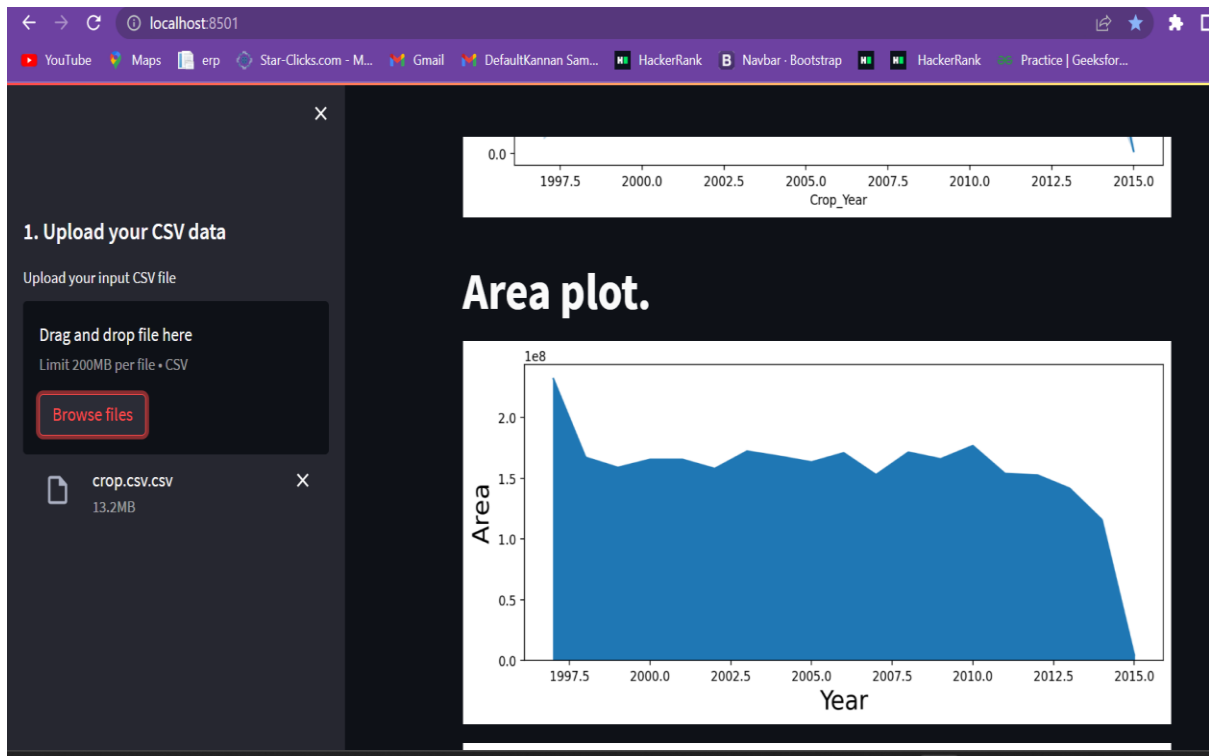 localhost:8501
YouTube Maps erp Star-Clicks.com - M... Gmail DefaultKannan Sam... HackerRank Navbar · Bootstrap HackerRank Practice | Geeksfor...
1. Upload your CSV data
Upload your input CSV file
Drag and drop file here
Limit 200MB per file • CSV
Browse files
crop.csv.csv
13.2MB
0.0
1997.5 2000.0 2002.5 2005.0 2007.5 2010.0 2012.5 2015.0
Crop_Year
Area plot.
1e8
2.0
1.5
1.0
0.5
0.0
Area
1997.5 2000.0 2002.5 2005.0 2007.5 2010.0 2012.5 2015.0
Year